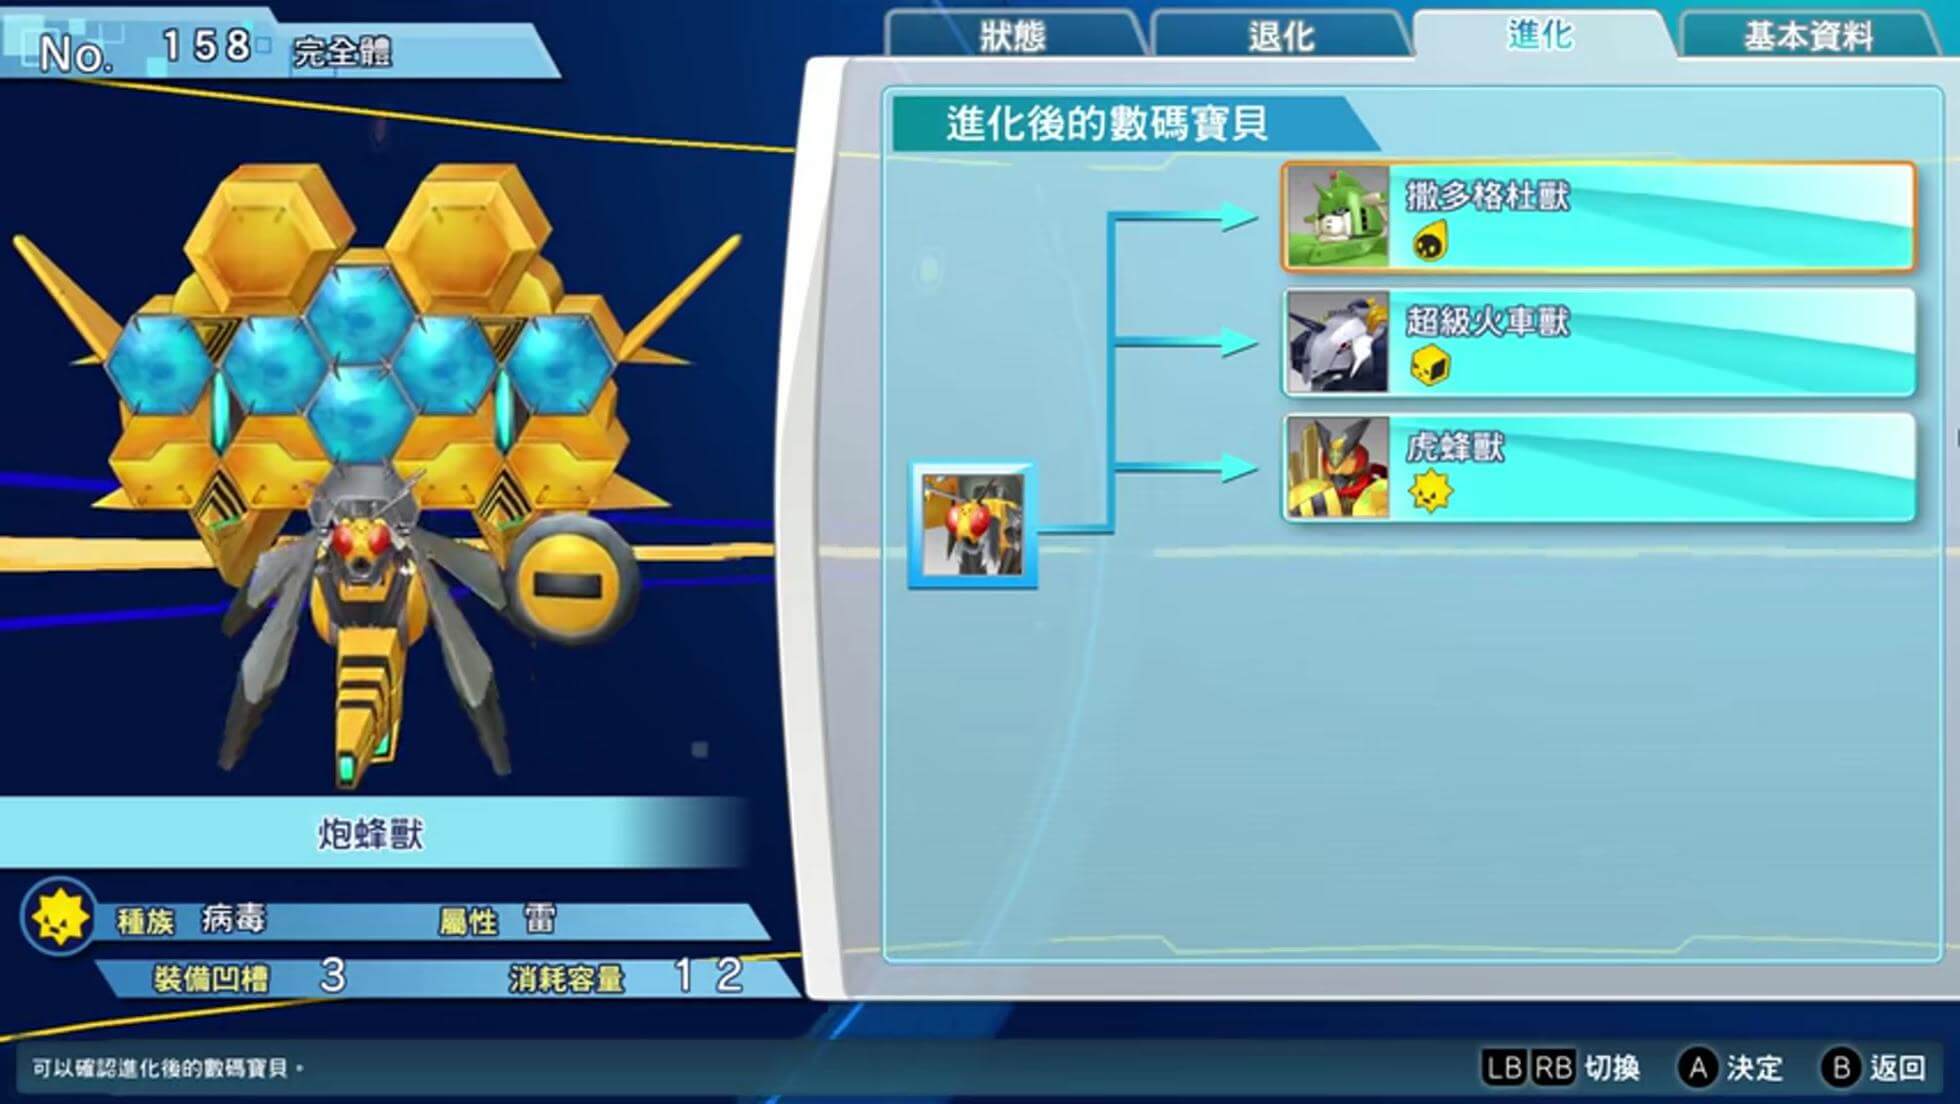 No. 158 完全體
狀態 退化 進化 基本資料
進化後的數碼寶貝
撒多格杜獸
超級火車獸
虎蜂獸
炮蜂獸
種族 病毒 屬性 雷
裝備凹槽 3 消耗容量 12
可以確認進化後的數碼寶貝。
LB RB 切換 A 決定 B 返回